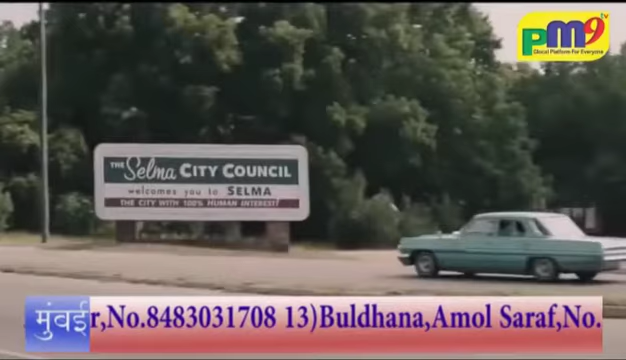 pm9 tv
Glocal Platform For Everyone
THE Selma CITY COUNCIL
welcomes you to SELMA
THE CITY WITH 100% HUMAN INTEREST!
मुंबई r,No.8483031708 13)Buldhana,Amol Saraf,No.